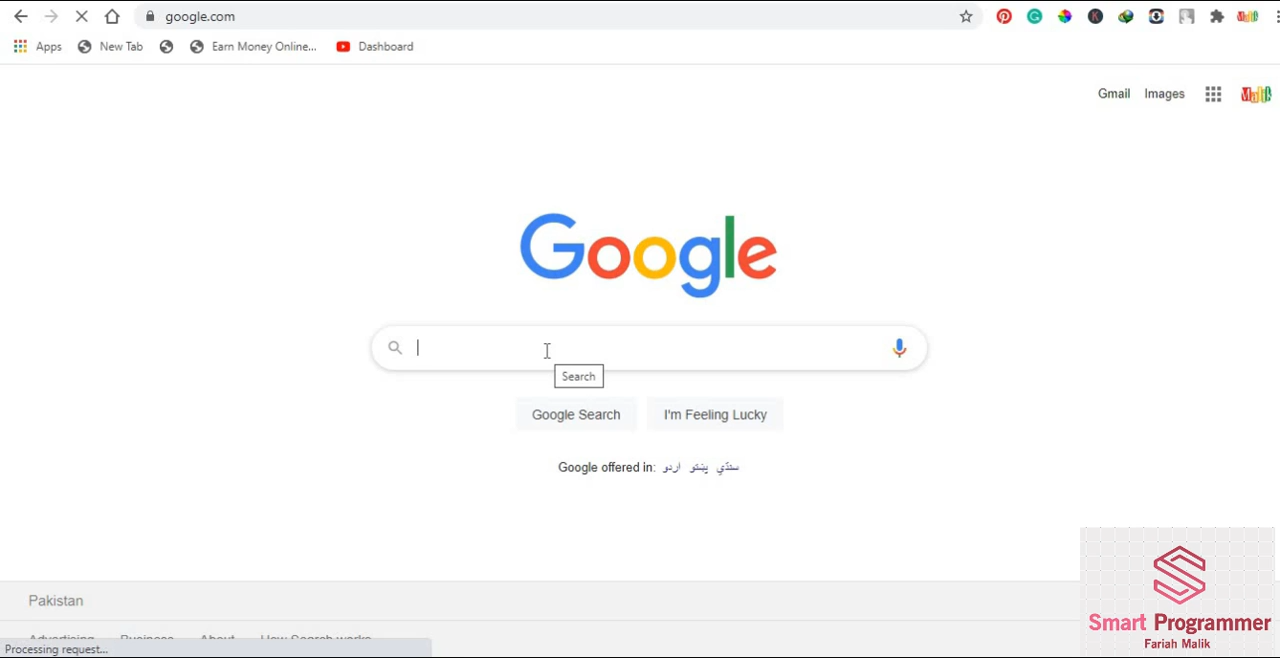 google.com
Apps New Tab Earn Money Online... Dashboard
Gmail Images Malik
Google
Search
Google Search I'm Feeling Lucky
Google offered in: اردو پښتو سنڌي
Pakistan
Advertising Business About How Search works
Processing request...
Smart Programmer
Fariah Malik